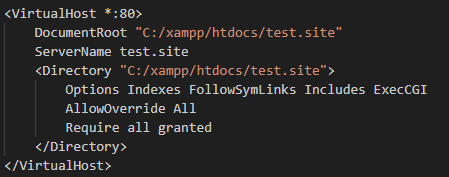 <VirtualHost *:80>
DocumentRoot "C:/xampp/htdocs/test.site"
ServerName test.site
<Directory "C:/xampp/htdocs/test.site">
Options Indexes FollowSymLinks Includes ExecCGI
AllowOverride All
Require all granted
</Directory>
</VirtualHost>